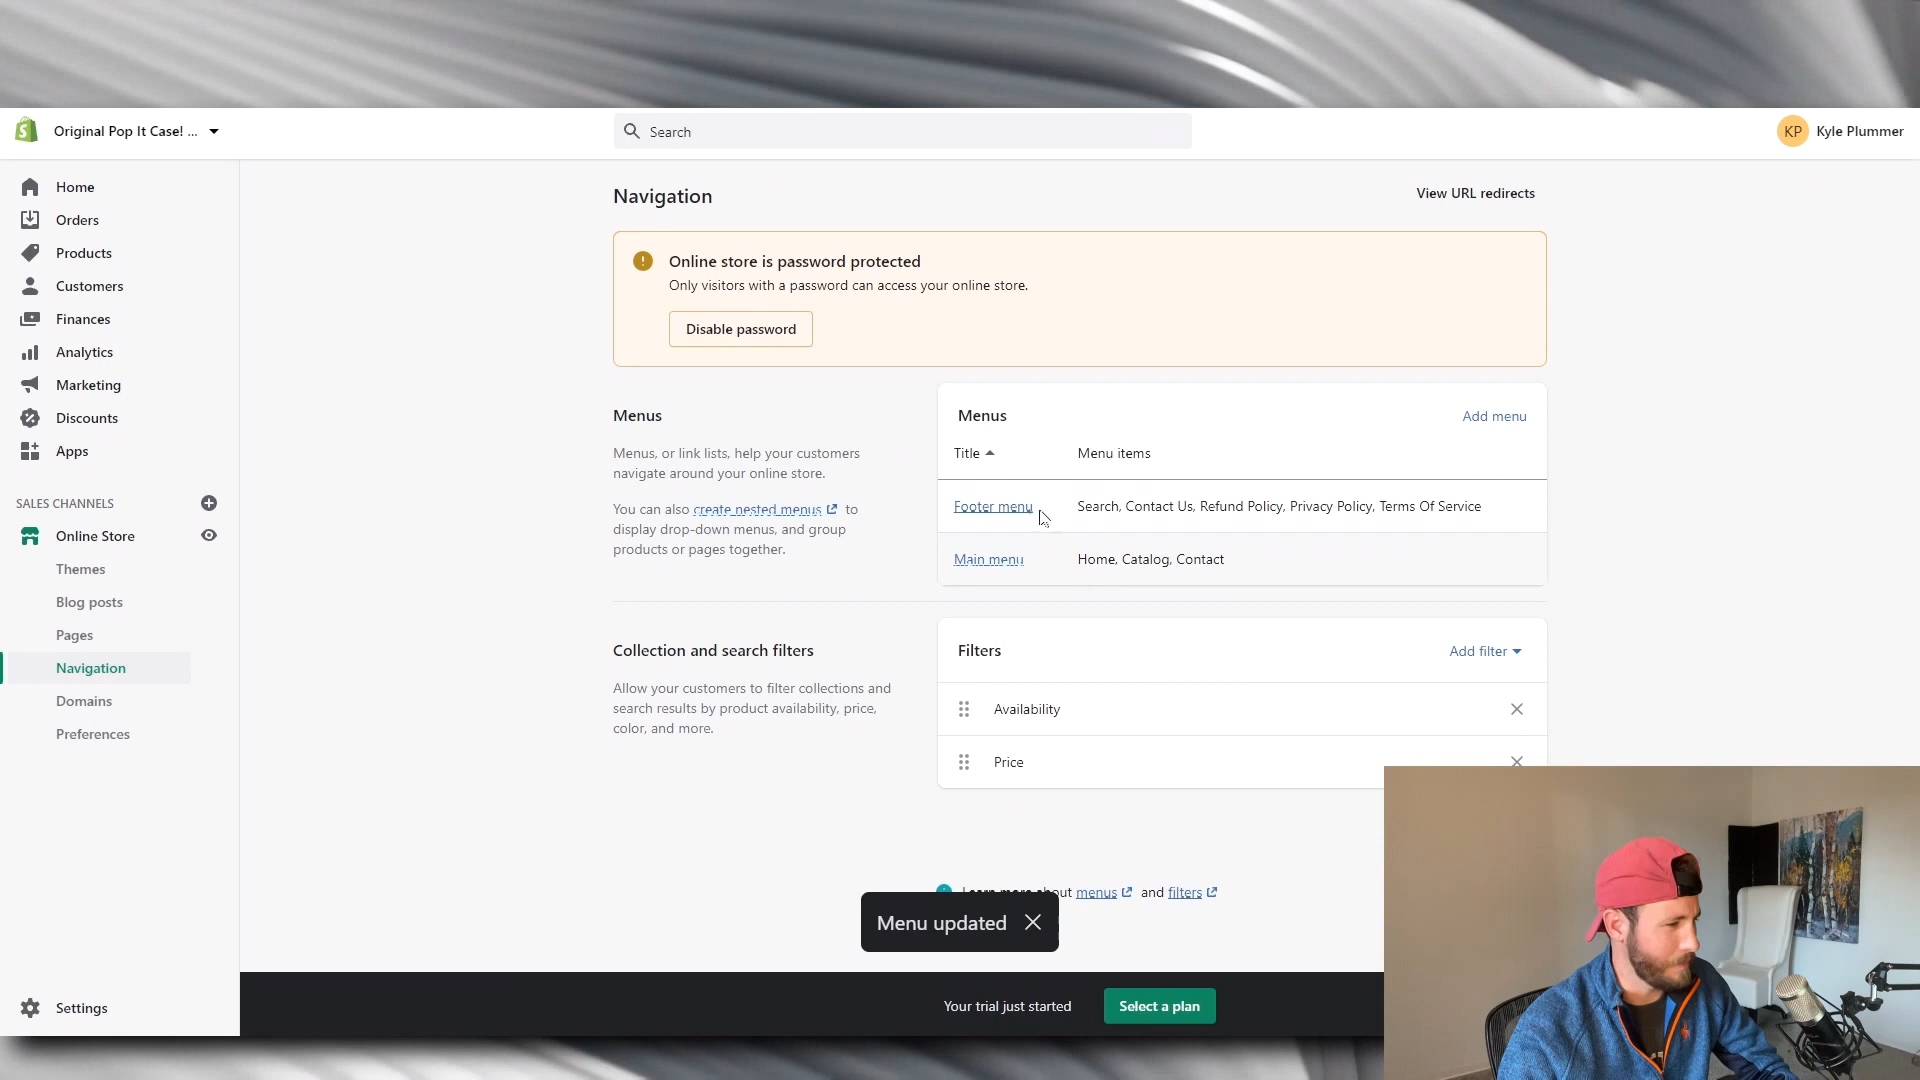 Original Pop It Case! ...
Search
KP
Kyle Plummer
Home
Orders
Products
Customers
Finances
Analytics
Marketing
Discounts
Apps
SALES CHANNELS
Online Store
Themes
Blog posts
Pages
Navigation
Domains
Preferences
Settings
Navigation
View URL redirects
Online store is password protected
Only visitors with a password can access your online store.
Disable password
Menus
Menus, or link lists, help your customers
navigate around your online store.
You can also create nested menus to
display drop-down menus, and group
products or pages together.
Menus
Add menu
Title
Menu items
Footer menu
Search, Contact Us, Refund Policy, Privacy Policy, Terms Of Service
Main menu
Home, Catalog, Contact
Collection and search filters
Allow your customers to filter collections and
search results by product availability, price,
color, and more.
Filters
Add filter
Availability
Price
Learn more about menus and filters
Menu updated
Your trial just started
Select a plan